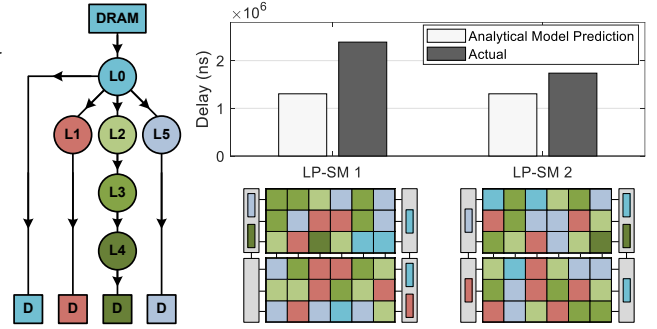 DRAM
L0
L1
L2
L5
L3
L4
D
D
D
D
×10⁶
Delay (ns)
2
1
0
Analytical Model Prediction
Actual
LP-SM 1
LP-SM 2